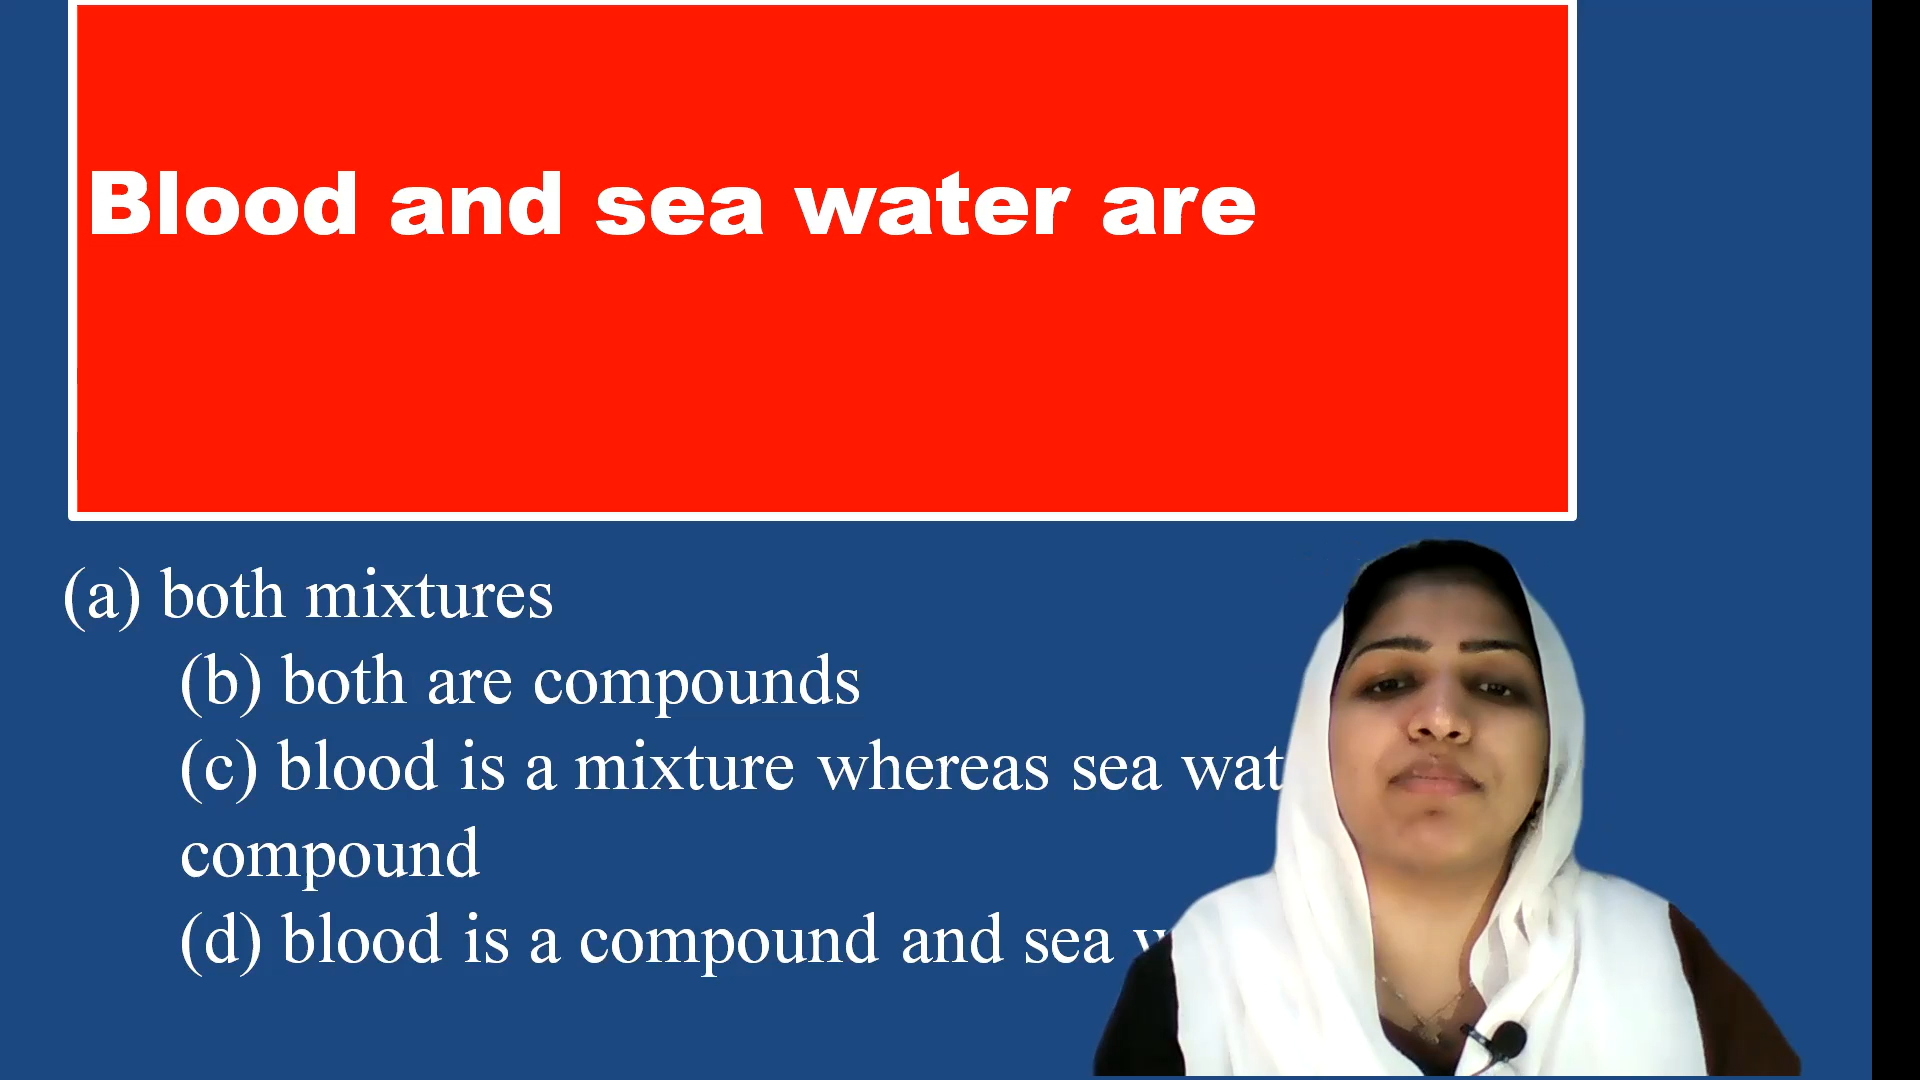 Blood and sea water are
(a) both mixtures
(b) both are compounds
(c) blood is a mixture whereas sea
compound
(d) blood is a compound and sea